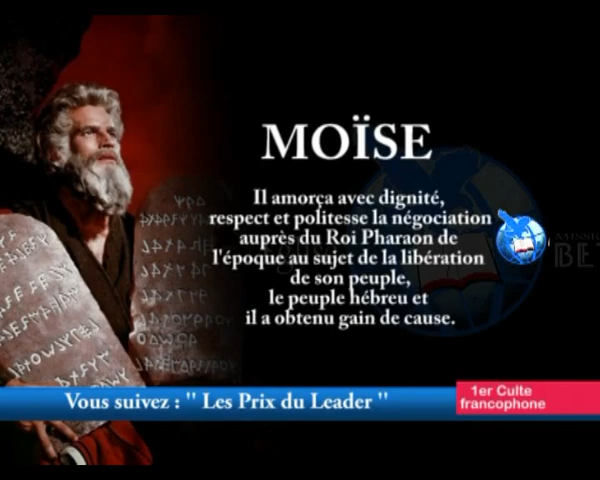 MOÏSE
Il amorça avec dignité,
respect et politesse la négociation
auprès du Roi Pharaon de
l'époque au sujet de la libération
de son peuple,
le peuple hébreu et
il a obtenu gain de cause.
MISSION
BET
Vous suivez : " Les Prix du Leader "
1er Culte
francophone